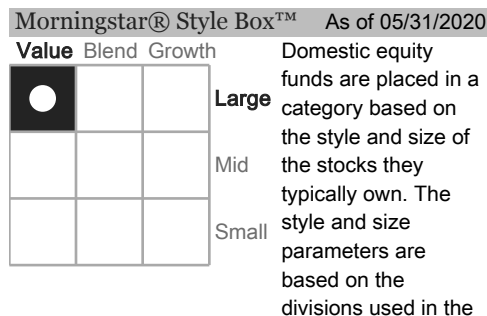 Morningstar® Style Box™ As of 05/31/2020
Value Blend Growth
Large
Mid
Small
Domestic equity
funds are placed in a
category based on
the style and size of
the stocks they
typically own. The
style and size
parameters are
based on the
divisions used in the